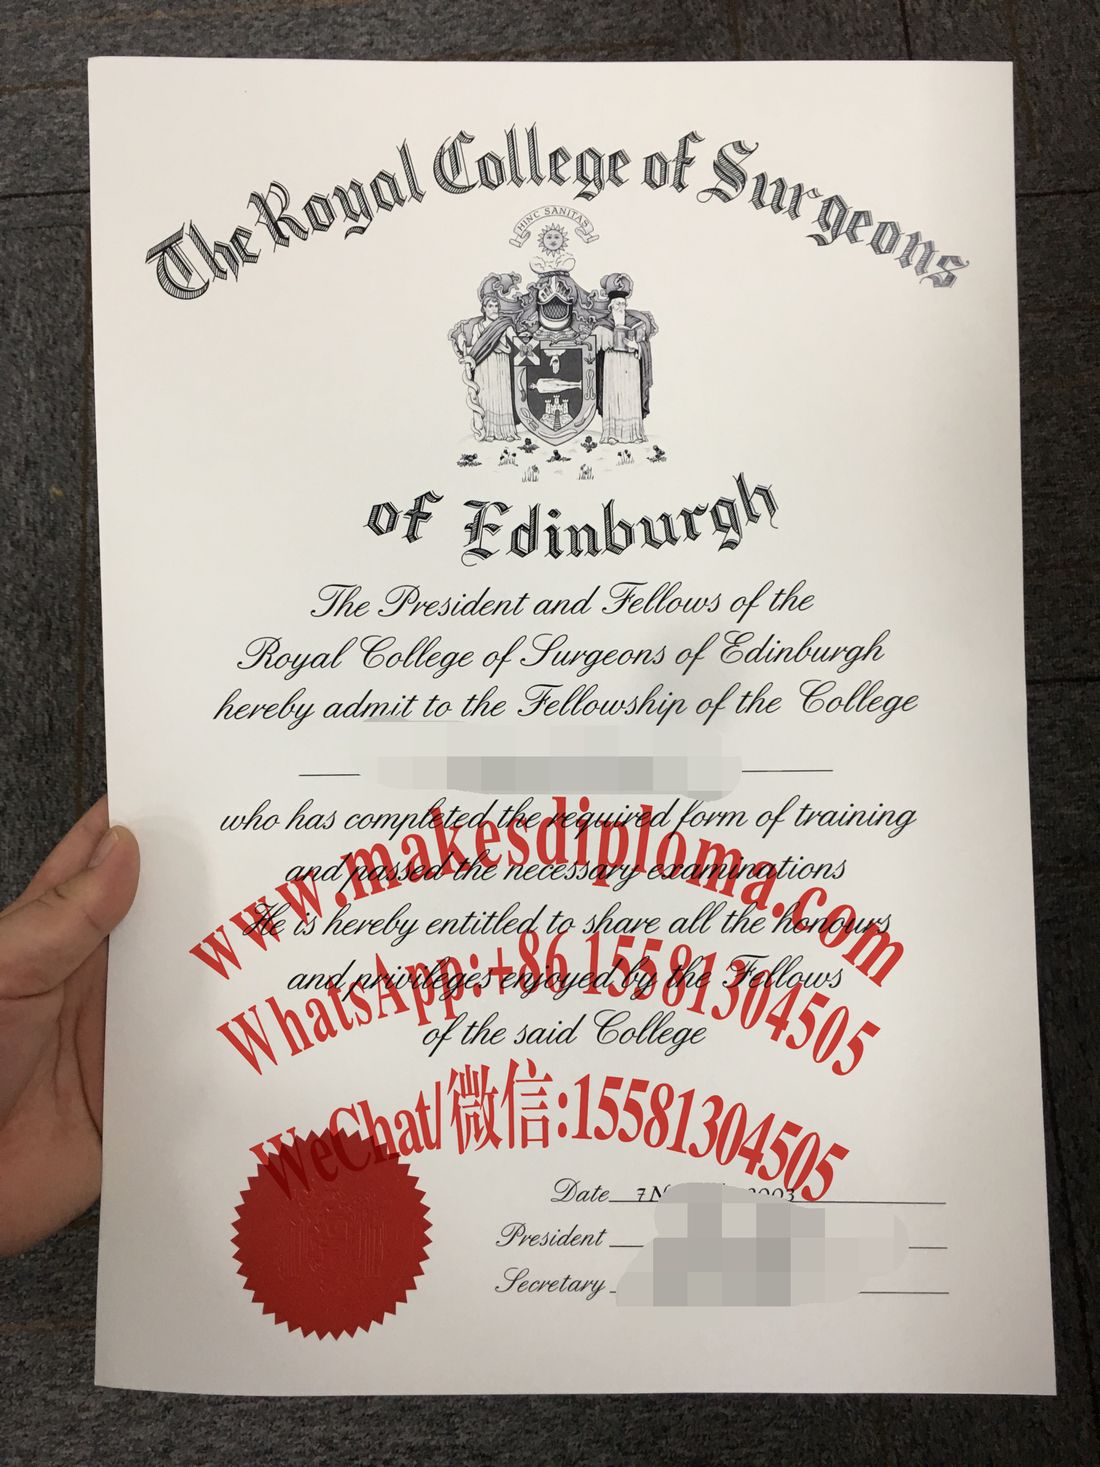 The Royal College of Surgeons
HINC SANITAS
of Edinburgh
The President and Fellows of the
Royal College of Surgeons of Edinburgh
hereby admit to the Fellowship of the College
who has completed the required form of training
and passed the necessary examinations
He is hereby entitled to share all the honours
and privileges enjoyed by the Fellows
of the said College
www.makesdiploma.com
WhatsApp:+86 15581304505
WeChat/微信:15581304505
Date 7 2003
President
Secretary